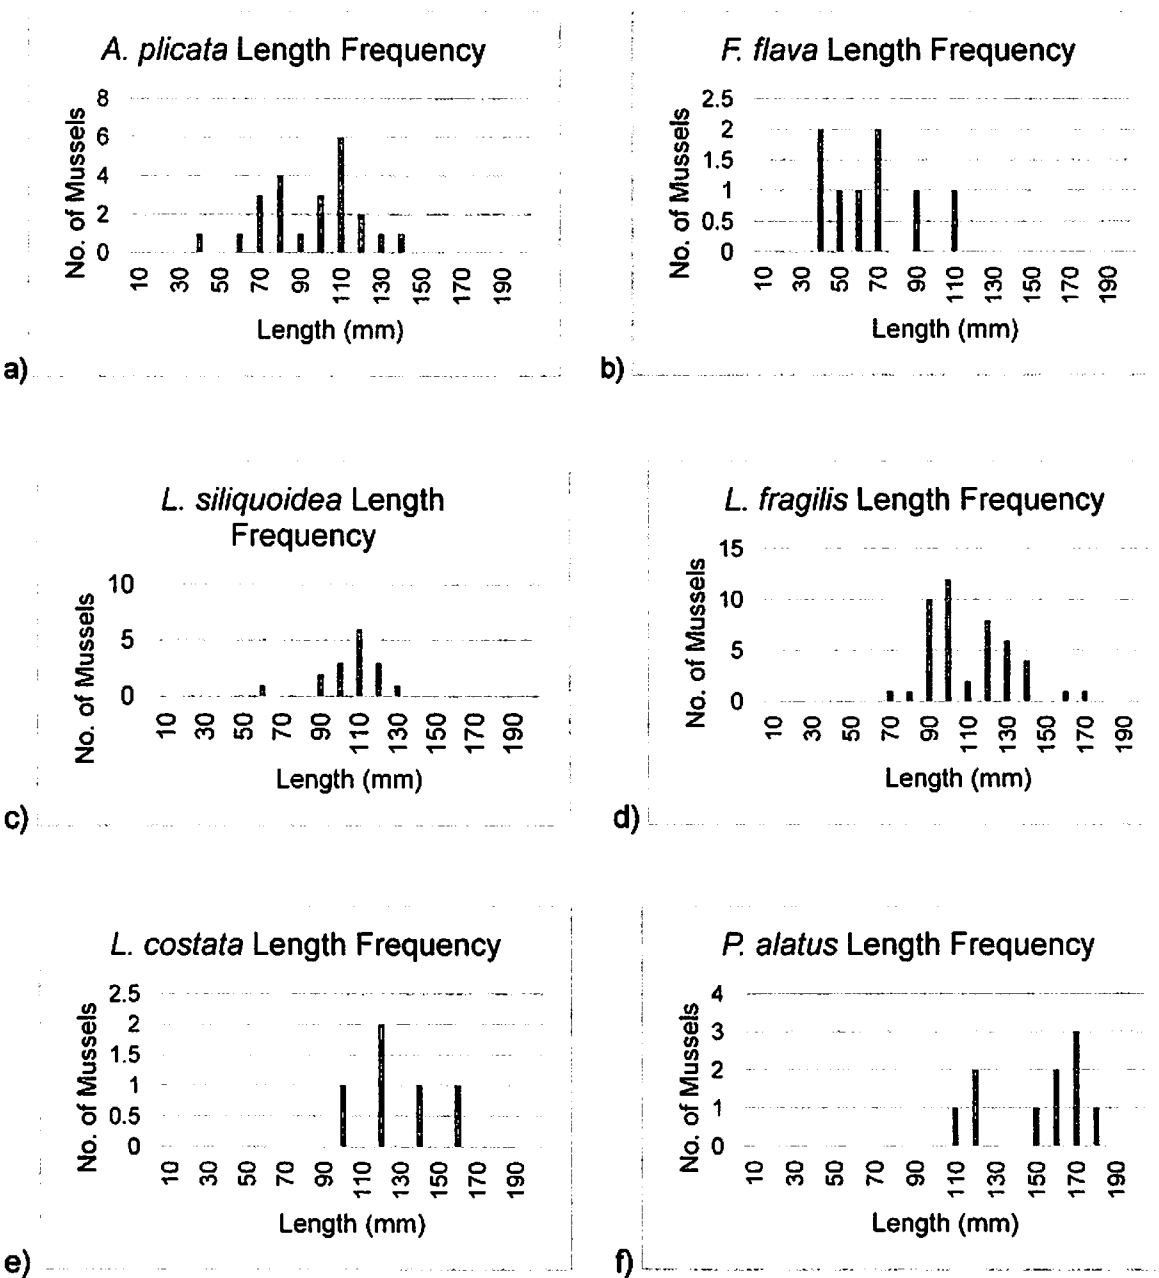 A. plicata Length Frequency
8
6
4
2
0
No. of Mussels
10 30 50 70 90 110 130 150 170 190
Length (mm)
a)
F. flava Length Frequency
2.5
2
1.5
1
0.5
0
No. of Mussels
10 30 50 70 90 110 130 150 170 190
Length (mm)
b)
L. siliquoidea Length
Frequency
10
5
0
No. of Mussels
10 30 50 70 90 110 130 150 170 190
Length (mm)
c)
L. fragilis Length Frequency
15
10
5
0
No. of Mussels
10 30 50 70 90 110 130 150 170 190
Length (mm)
d)
L. costata Length Frequency
2.5
2
1.5
1
0.5
0
No. of Mussels
10 30 50 70 90 110 130 150 170 190
Length (mm)
e)
P. alatus Length Frequency
4
3
2
1
0
No. of Mussels
10 30 50 70 90 110 130 150 170 190
Length (mm)
f)